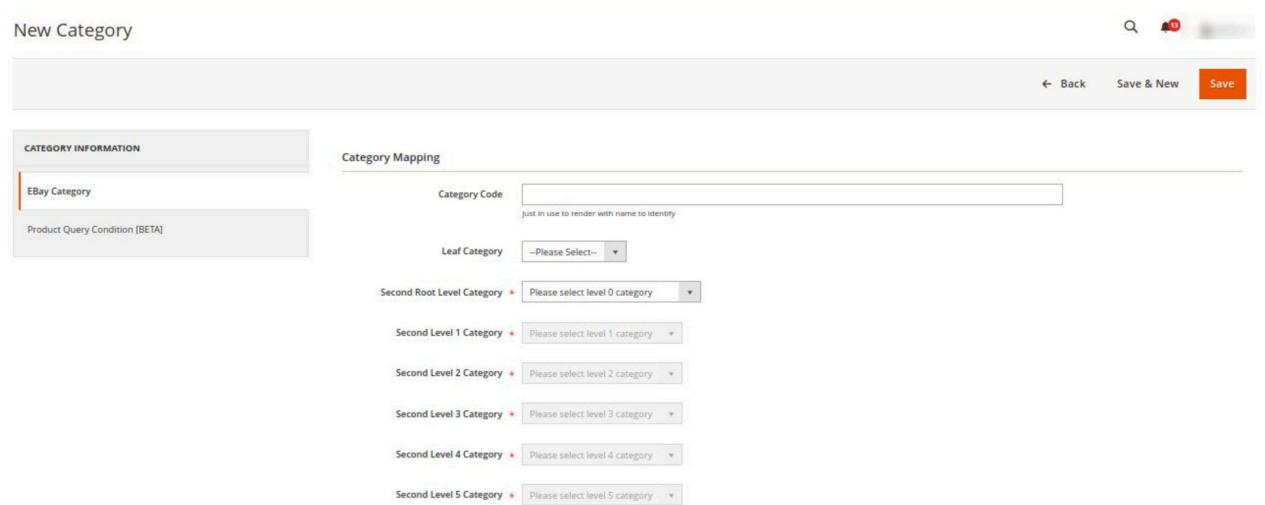 New Category
13
← Back Save & New Save
CATEGORY INFORMATION
EBay Category
Product Query Condition [BETA]
Category Mapping
Category Code
Just in use to render with name to identify
Leaf Category --Please Select--
Second Root Level Category * Please select level 0 category
Second Level 1 Category * Please select level 1 category
Second Level 2 Category * Please select level 2 category
Second Level 3 Category * Please select level 3 category
Second Level 4 Category * Please select level 4 category
Second Level 5 Category * Please select level 5 category